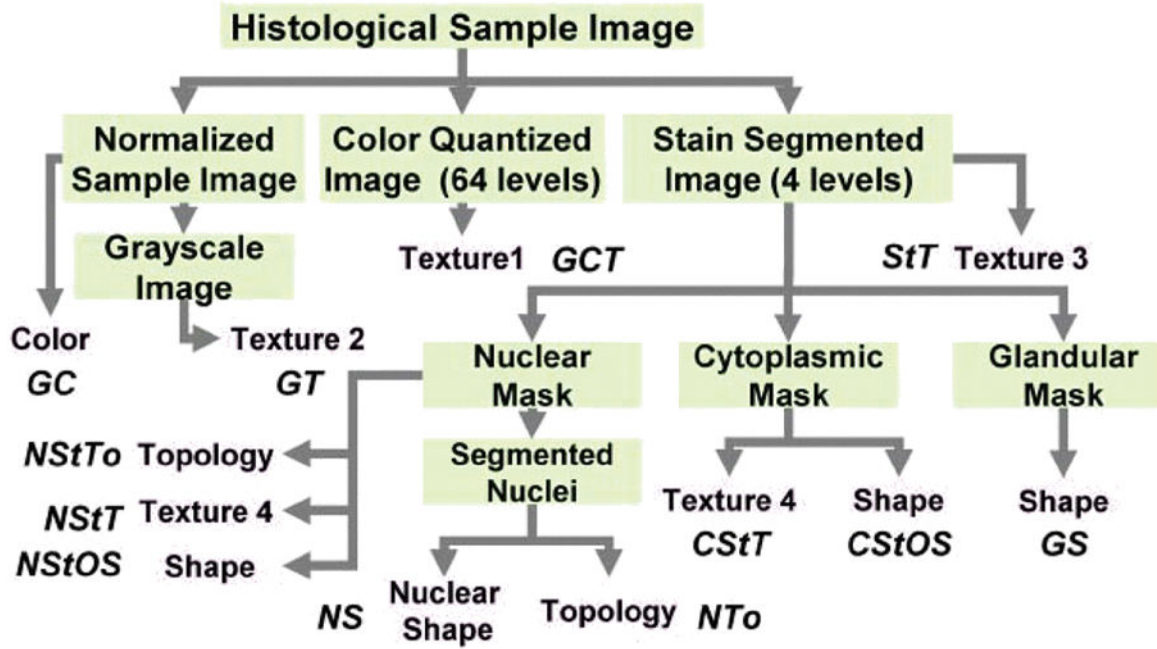 Histological Sample Image
Normalized
Sample Image
Color Quantized
Image (64 levels)
Stain Segmented
Image (4 levels)
Grayscale
Image
Texture1 GCT
StT Texture 3
Color
GC
Texture 2
GT
Nuclear
Mask
Cytoplasmic
Mask
Glandular
Mask
NStTo Topology
NStT Texture 4
NStOS Shape
Segmented
Nuclei
Texture 4
CStT
Shape
CStOS
Shape
GS
NS Nuclear
Shape
Topology NTo